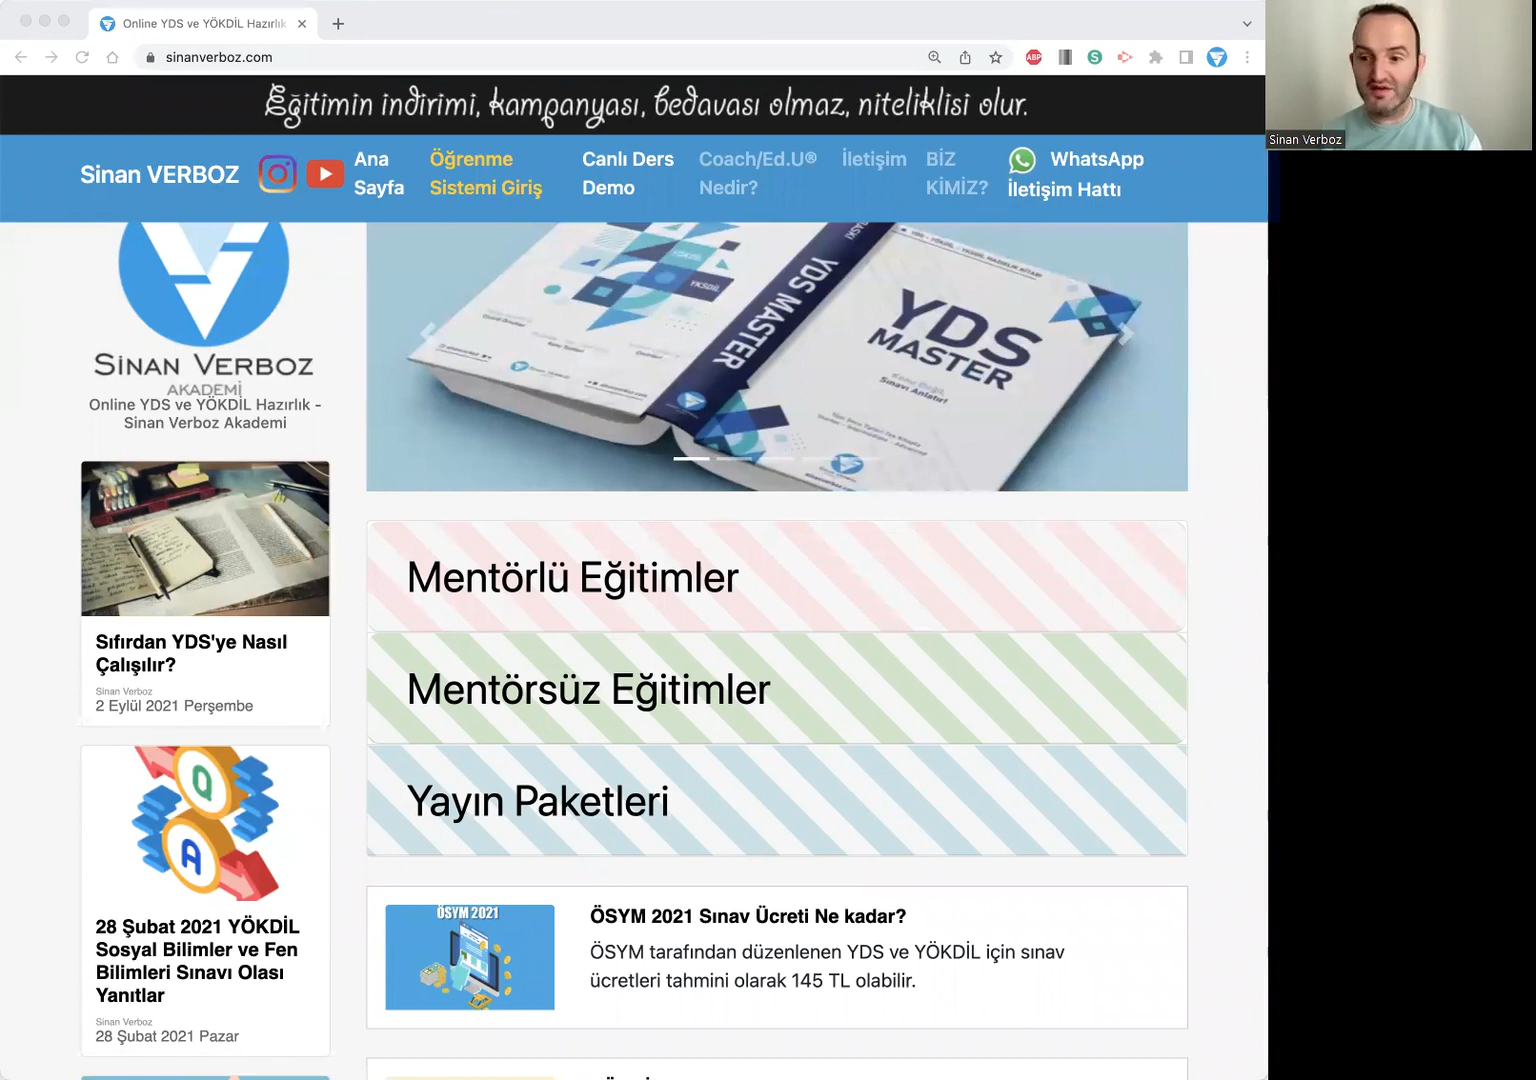 Online YDS ve YÖKDİL Hazırlık
sinanverboz.com
ABP
S
Eğitimin indirimi, kampanyası, bedavası olmaz, niteliklisi olur.
Sinan Verboz
Sinan VERBOZ
Ana
Sayfa
Öğrenme
Sistemi Giriş
Canlı Ders
Demo
Coach/Ed.U®
Nedir?
İletişim
BİZ
KİMİZ?
WhatsApp
İletişim Hattı
SİNAN VERBOZ
AKADEMİ
Online YDS ve YÖKDİL Hazırlık -
Sinan Verboz Akademi
YÖKDİL
YKSDİL
YDS MASTER
YDS
MASTER
Sınavı Anlatır!
Sıfırdan YDS'ye Nasıl
Çalışılır?
Sinan Verboz
2 Eylül 2021 Perşembe
Q
A
28 Şubat 2021 YÖKDİL
Sosyal Bilimler ve Fen
Bilimleri Sınavı Olası
Yanıtlar
Sinan Verboz
28 Şubat 2021 Pazar
Mentörlü Eğitimler
Mentörsüz Eğitimler
Yayın Paketleri
ÖSYM 2021
ÖSYM 2021 Sınav Ücreti Ne kadar?
ÖSYM tarafından düzenlenen YDS ve YÖKDİL için sınav
ücretleri tahmini olarak 145 TL olabilir.